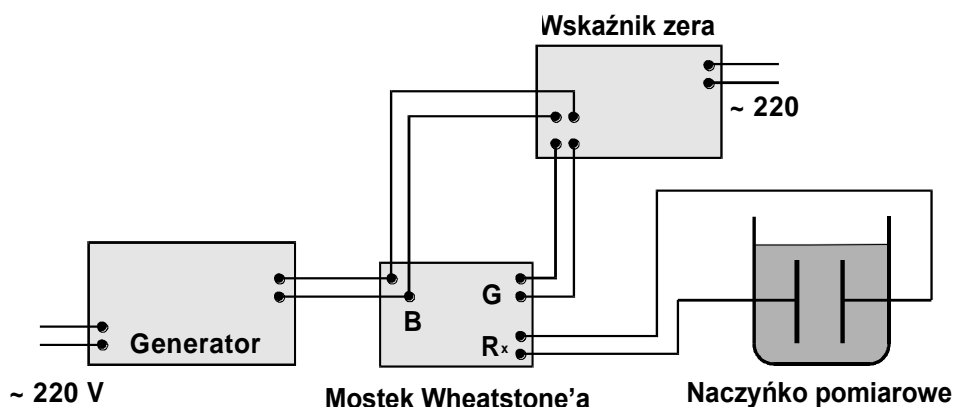 Wskaźnik zera
~ 220
G
B
Rx
Generator
~ 220 V
Mostek Wheatstone’a
Naczyńko pomiarowe